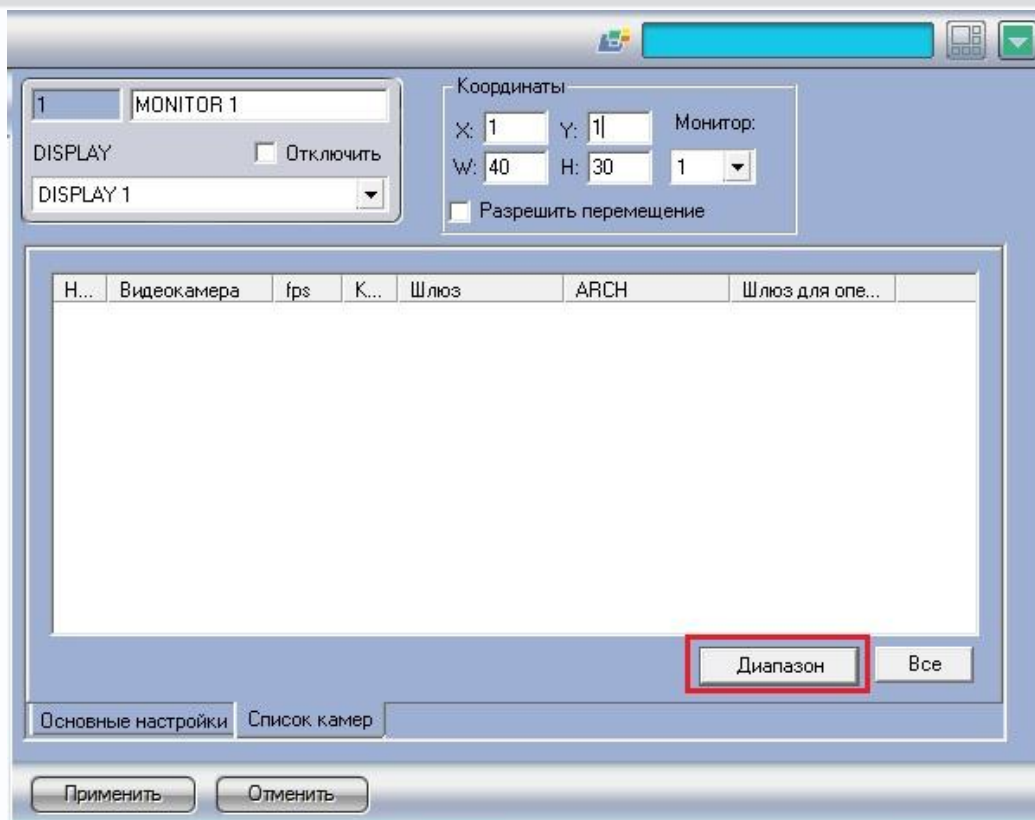 Координаты
1 MONITOR 1
X: 1 Y: 1 Монитор:
DISPLAY Отключить
W: 40 H: 30 1
DISPLAY 1
Разрешить перемещение
Н... Видеокамера fps К... Шлюз ARCH Шлюз для опе...
Диапазон Все
Основные настройки Список камер
Применить Отменить